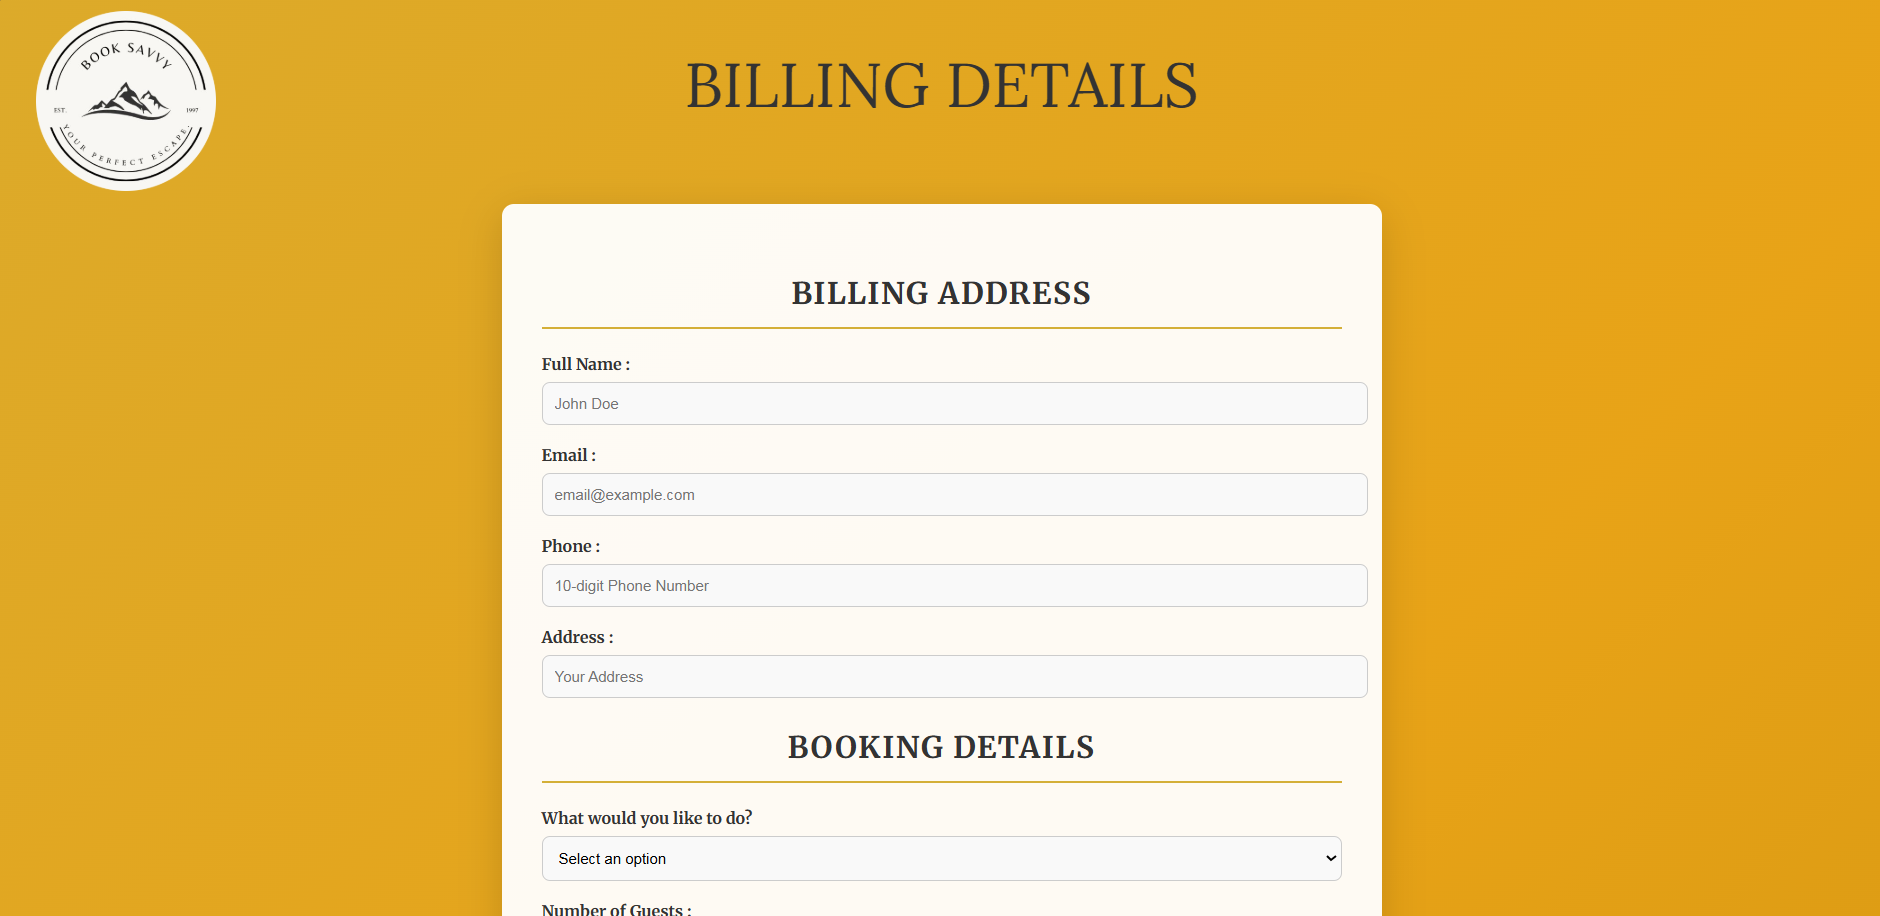 BOOK SAVVY
EST. 1997
YOUR PERFECT ESCAPE.
BILLING DETAILS
BILLING ADDRESS
Full Name :
John Doe
Email :
email@example.com
Phone :
10-digit Phone Number
Address :
Your Address
BOOKING DETAILS
What would you like to do?
Select an option
Number of Guests :